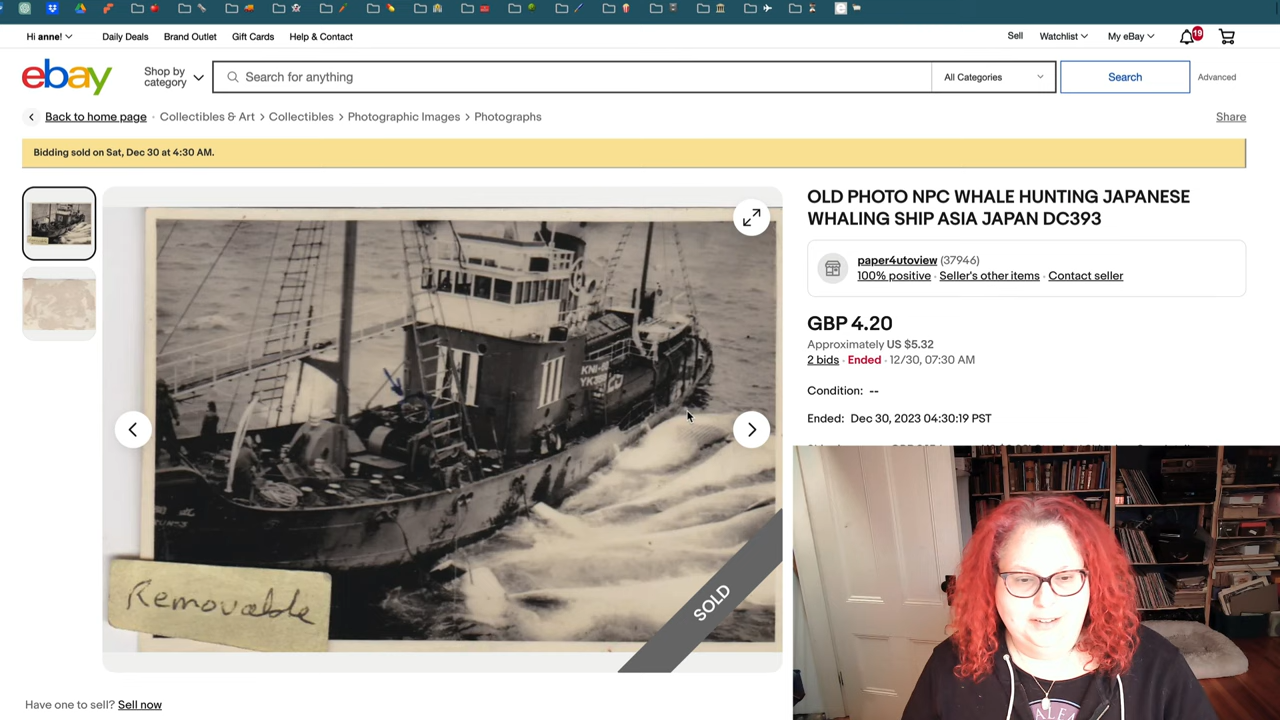 Hi anne!
Daily Deals
Brand Outlet
Gift Cards
Help & Contact
Sell
Watchlist
My eBay
19
ebay
Shop by
category
Search for anything
All Categories
Search
Advanced
Back to home page
Collectibles & Art > Collectibles > Photographic Images > Photographs
Share
Bidding sold on Sat, Dec 30 at 4:30 AM.
OLD PHOTO NPC WHALE HUNTING JAPANESE
WHALING SHIP ASIA JAPAN DC393
paper4utoview (37946)
100% positive · Seller's other items · Contact seller
GBP 4.20
Approximately US $5.32
2 bids · Ended · 12/30, 07:30 AM
Condition: --
Ended: Dec 30, 2023 04:30:19 PST
Removable
SOLD
Have one to sell? Sell now